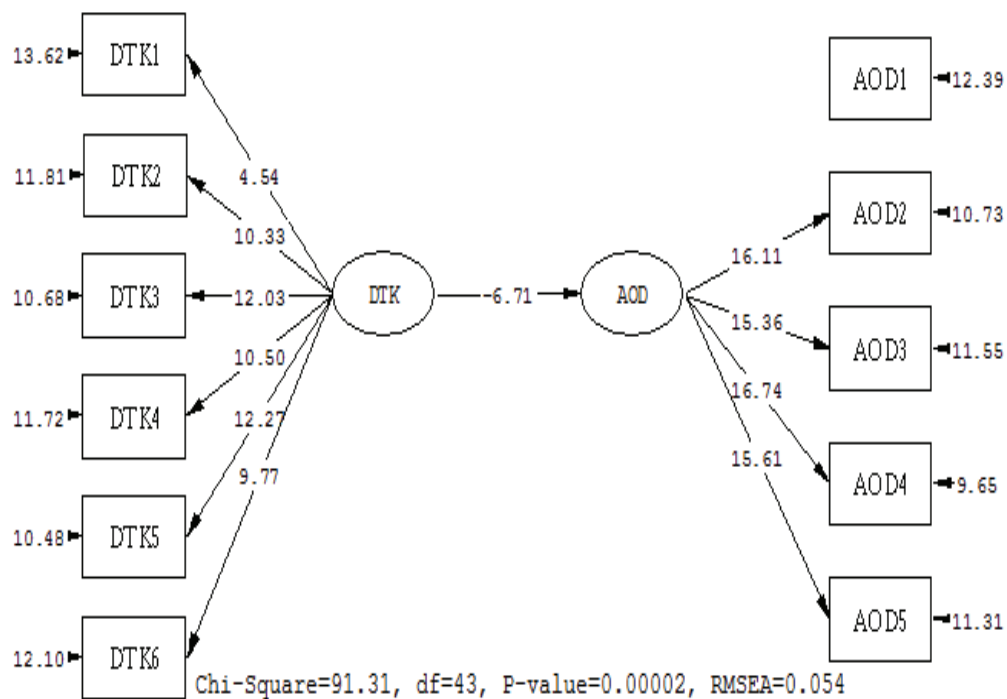 13.62 DTK1
AOD1 12.39
11.81 DTK2
4.54
AOD2 10.73
10.33
16.11
10.68 DTK3 12.03 DTK -6.71 AOD
15.36
AOD3 11.55
10.50
16.74
11.72 DTK4
12.27
15.61
9.77
AOD4 9.65
10.48 DTK5
AOD5 11.31
12.10 DTK6
Chi-Square=91.31, df=43, P-value=0.00002, RMSEA=0.054